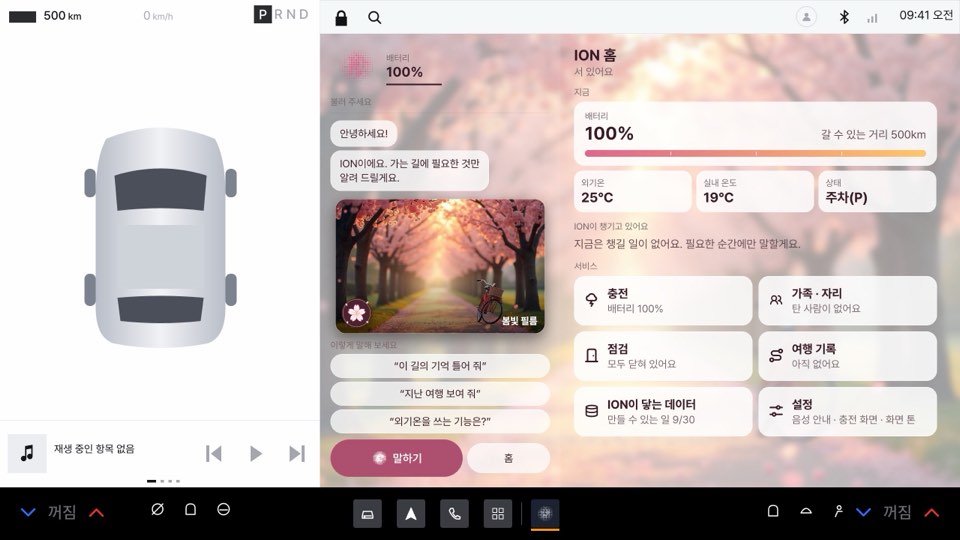 500 km
0 km/h
P R N D
09:41 오전
배터리
100%
불러 주세요
안녕하세요!
ION이에요. 가는 길에 필요한 것만
알려 드릴게요.
봄빛 필름
이렇게 말해 보세요
“이 길의 기억 틀어 줘”
“지난 여행 보여 줘”
“외기온을 쓰는 기능은?”
말하기
홈
ION 홈
서 있어요
지금
배터리
100%
갈 수 있는 거리 500km
외기온
25°C
실내 온도
19°C
상태
주차(P)
ION이 챙기고 있어요
지금은 챙길 일이 없어요. 필요한 순간에만 말할게요.
서비스
충전
배터리 100%
가족 · 자리
탄 사람이 없어요
점검
모두 닫혀 있어요
여행 기록
아직 없어요
ION이 닿는 데이터
만들 수 있는 일 9/30
설정
음성 안내 · 충전 화면 · 화면 톤
재생 중인 항목 없음
꺼짐
꺼짐